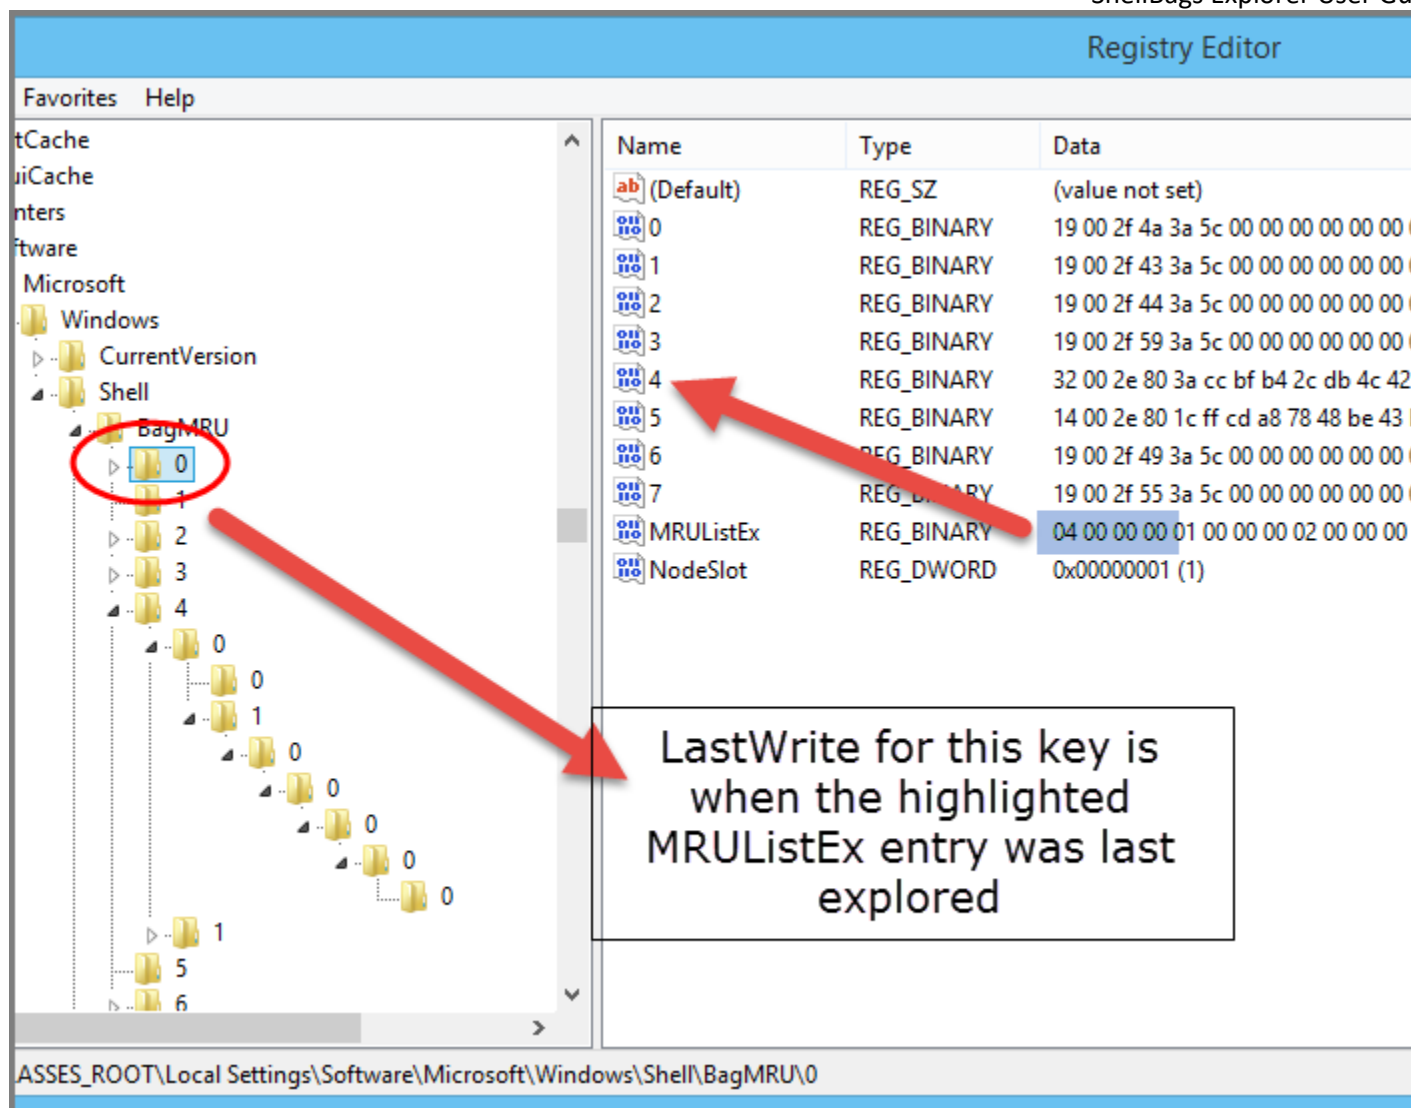 ShellBags Explorer User Gu
Registry Editor
Favorites Help
tCache
uiCache
nters
ftware
Microsoft
Windows
CurrentVersion
Shell
BagMRU
0
1
2
3
4
0
0
1
0
0
0
0
0
1
5
6
Name Type Data
(Default) REG_SZ (value not set)
0 REG_BINARY 19 00 2f 4a 3a 5c 00 00 00 00 00 00
1 REG_BINARY 19 00 2f 43 3a 5c 00 00 00 00 00 00
2 REG_BINARY 19 00 2f 44 3a 5c 00 00 00 00 00 00
3 REG_BINARY 19 00 2f 59 3a 5c 00 00 00 00 00 00
4 REG_BINARY 32 00 2e 80 3a cc bf b4 2c db 4c 42
5 REG_BINARY 14 00 2e 80 1c ff cd a8 78 48 be 43
6 REG_BINARY 19 00 2f 49 3a 5c 00 00 00 00 00 00
7 REG_BINARY 19 00 2f 55 3a 5c 00 00 00 00 00 00
MRUListEx REG_BINARY 04 00 00 00 01 00 00 00 02 00 00 00
NodeSlot REG_DWORD 0x00000001 (1)
LastWrite for this key is
when the highlighted
MRUListEx entry was last
explored
ASSES_ROOT\Local Settings\Software\Microsoft\Windows\Shell\BagMRU\0